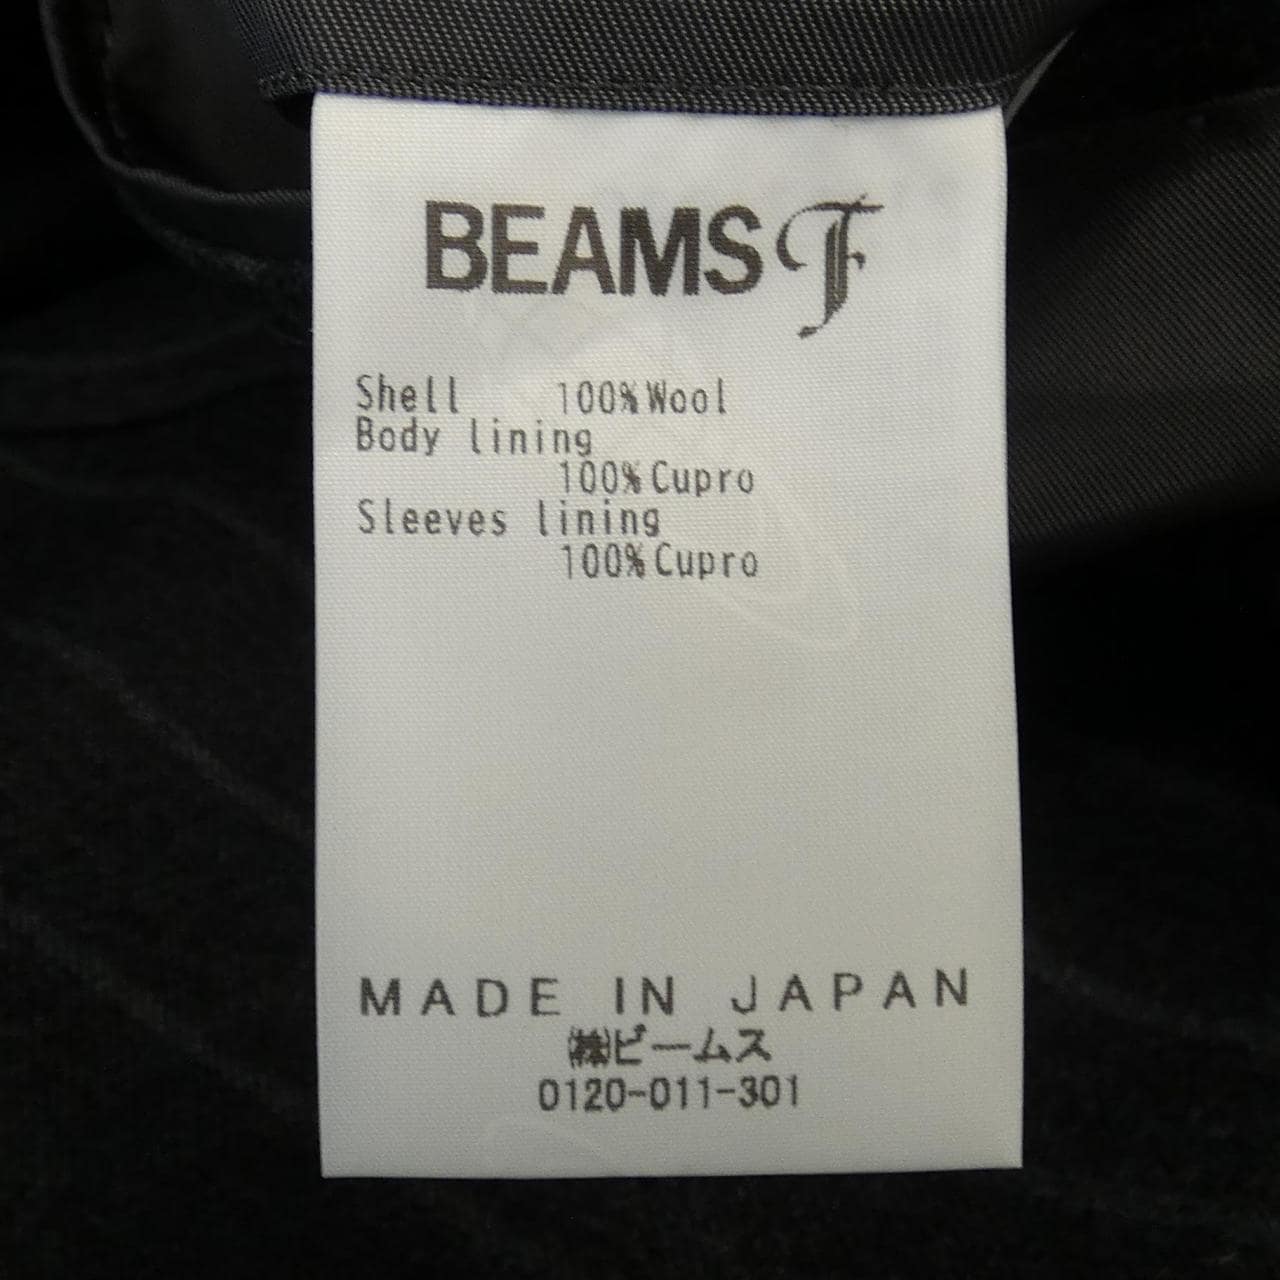 BEAMS F
Shell 100%Wool
Body lining
100%Cupro
Sleeves lining
100%Cupro
MADE IN JAPAN
㈱ビームス
0120-011-301